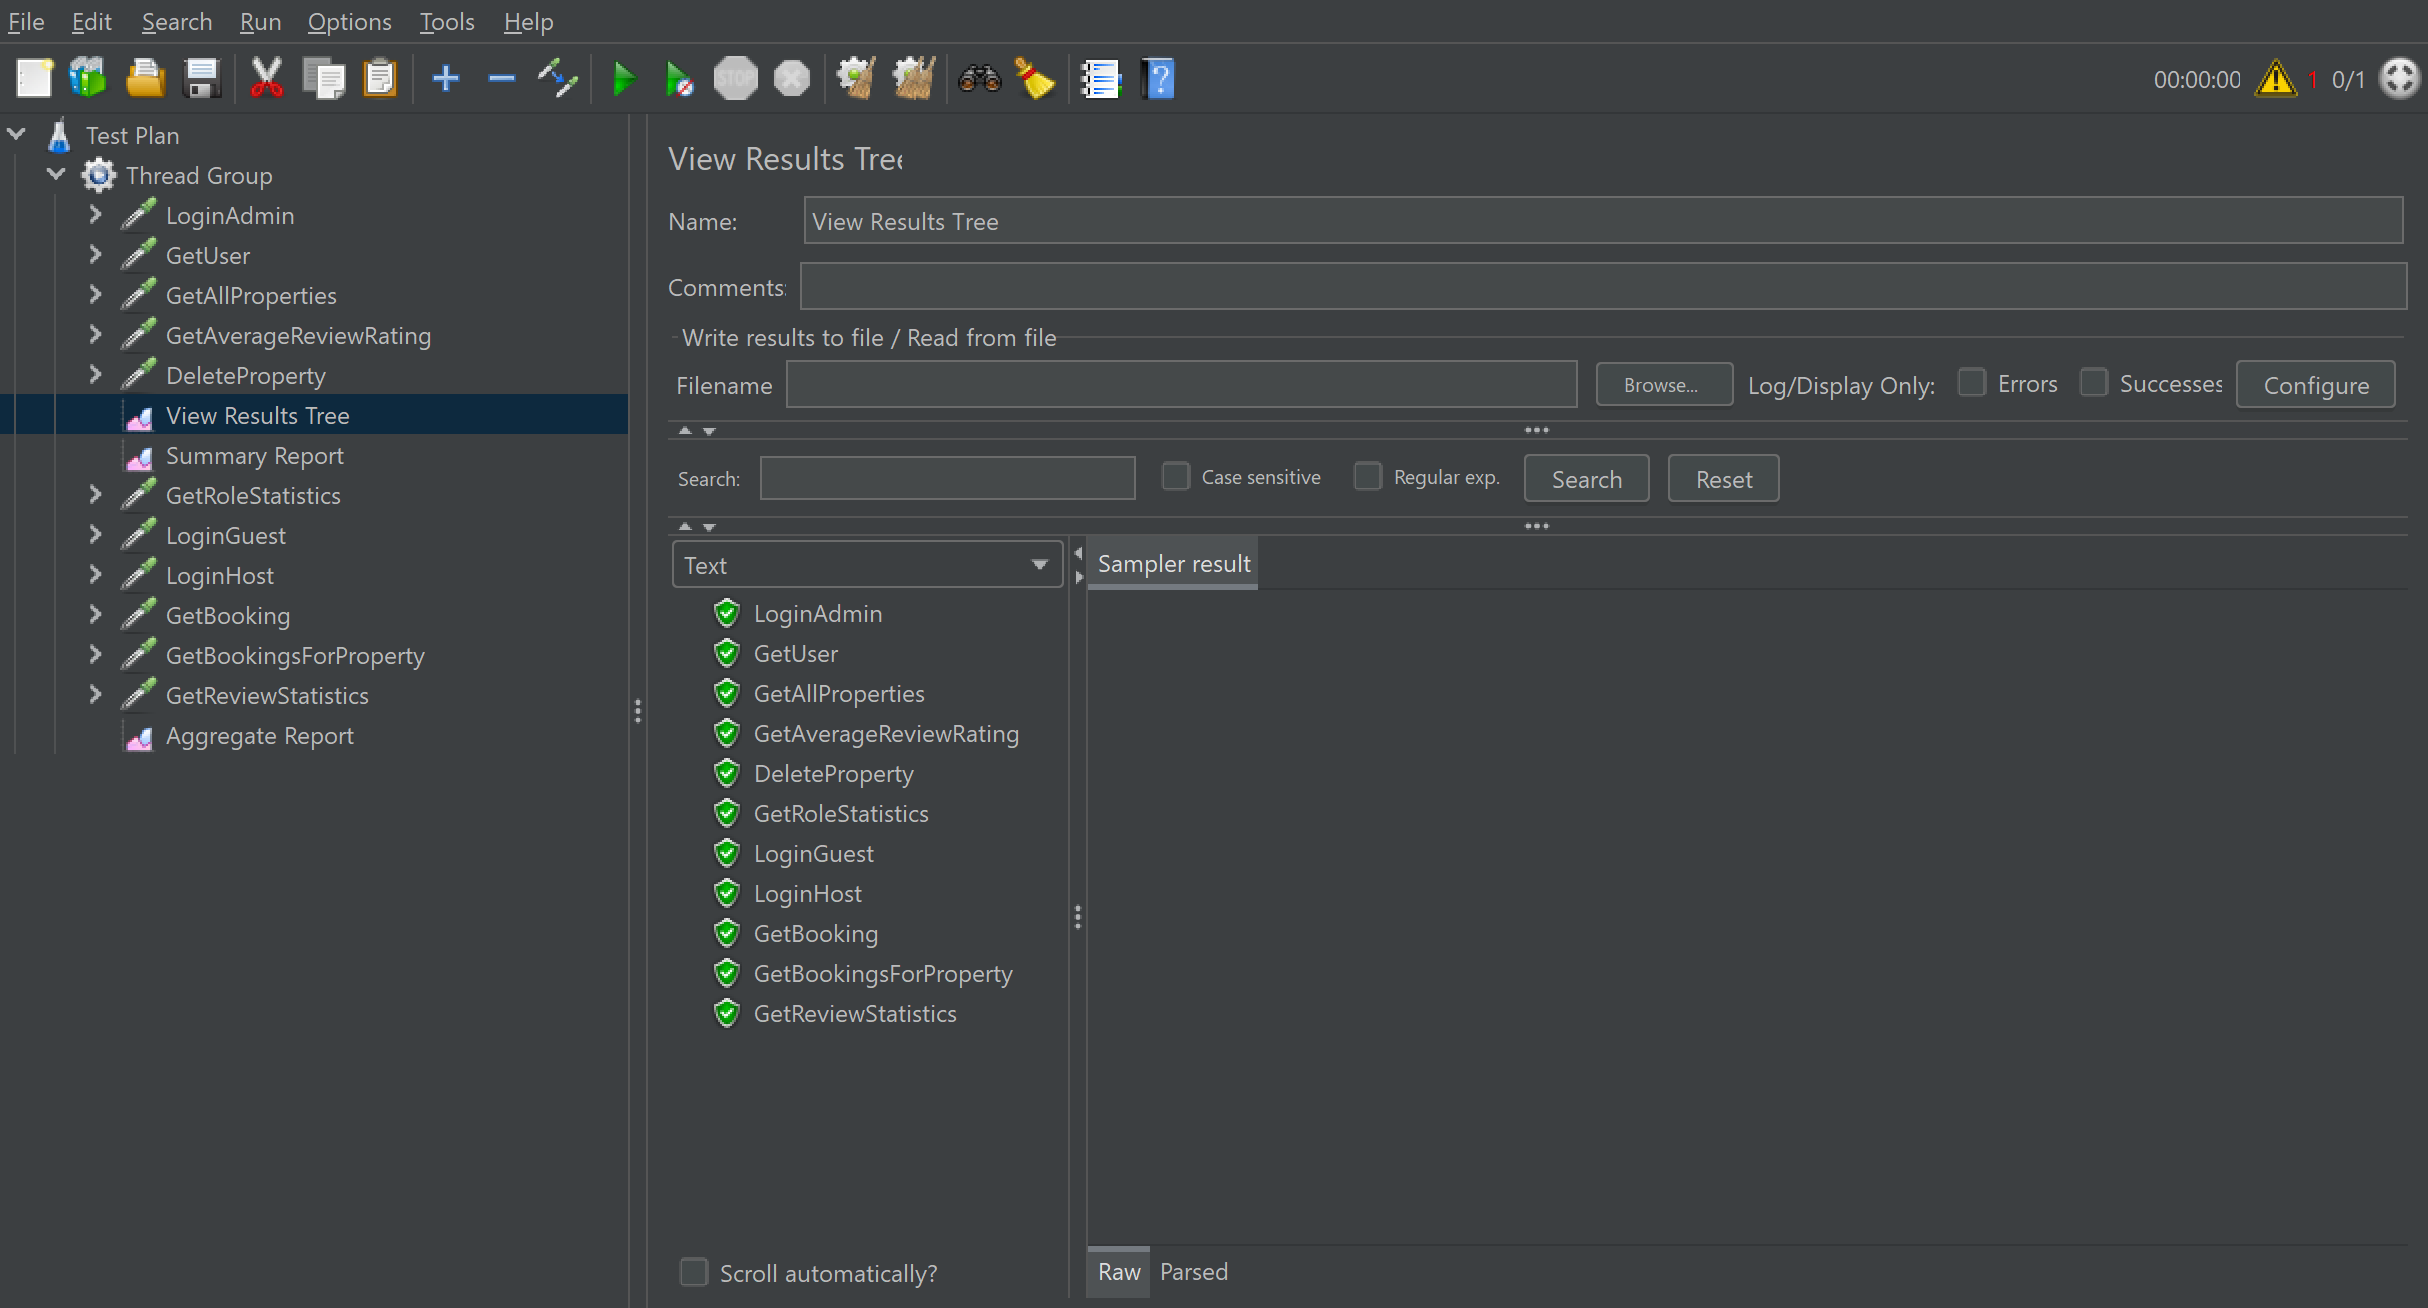 File Edit Search Run Options Tools Help
STOP
00:00:00 1 0/1
Test Plan
Thread Group
LoginAdmin
GetUser
GetAllProperties
GetAverageReviewRating
DeleteProperty
View Results Tree
Summary Report
GetRoleStatistics
LoginGuest
LoginHost
GetBooking
GetBookingsForProperty
GetReviewStatistics
Aggregate Report
View Results Tree
Name: View Results Tree
Comments:
Write results to file / Read from file
Filename Browse... Log/Display Only: Errors Successes Configure
Search: Case sensitive Regular exp. Search Reset
Text
LoginAdmin
GetUser
GetAllProperties
GetAverageReviewRating
DeleteProperty
GetRoleStatistics
LoginGuest
LoginHost
GetBooking
GetBookingsForProperty
GetReviewStatistics
Scroll automatically?
Sampler result
Raw Parsed